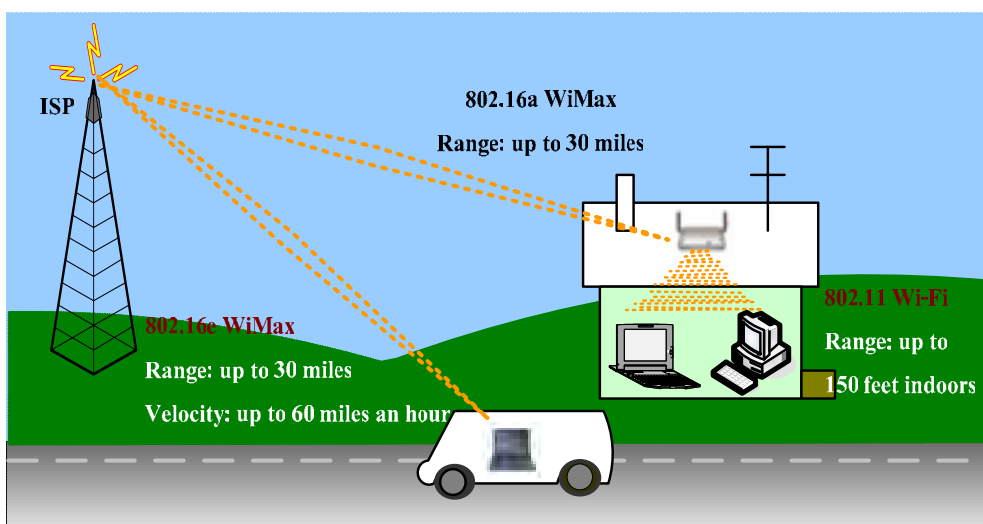 ISP
802.16a WiMax
Range: up to 30 miles
802.16e WiMax
Range: up to 30 miles
Velocity: up to 60 miles an hour
802.11 Wi-Fi
Range: up to
150 feet indoors